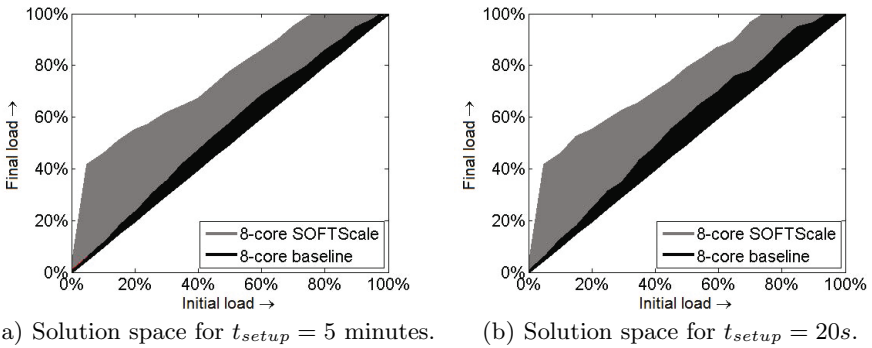 100%
80%
60%
40%
20%
0%
Final load →
8-core SOFTScale
8-core baseline
0% 20% 40% 60% 80% 100%
Initial load →
a) Solution space for t_setup = 5 minutes.
100%
80%
60%
40%
20%
0%
Final load →
8-core SOFTScale
8-core baseline
0% 20% 40% 60% 80% 100%
Initial load →
(b) Solution space for t_setup = 20s.